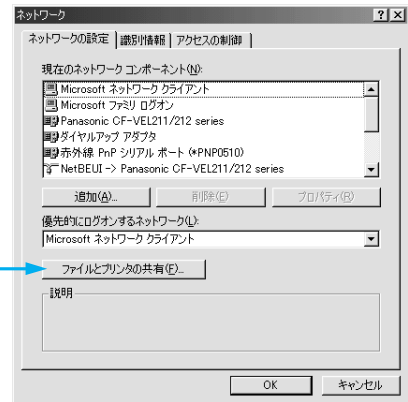 ネットワーク
ネットワークの設定 識別情報 アクセスの制御
現在のネットワーク コンポーネント(N):
Microsoft ネットワーク クライアント
Microsoft ファミリ ログオン
Panasonic CF-VEL211/212 series
ダイヤルアップ アダプタ
赤外線 PnP シリアル ポート (*PNP0510)
NetBEUI -> Panasonic CF-VEL211/212 series
追加(A)... 削除(E) プロパティ(R)
優先的にログオンするネットワーク(L):
Microsoft ネットワーク クライアント
ファイルとプリンタの共有(F)...
説明
OK キャンセル